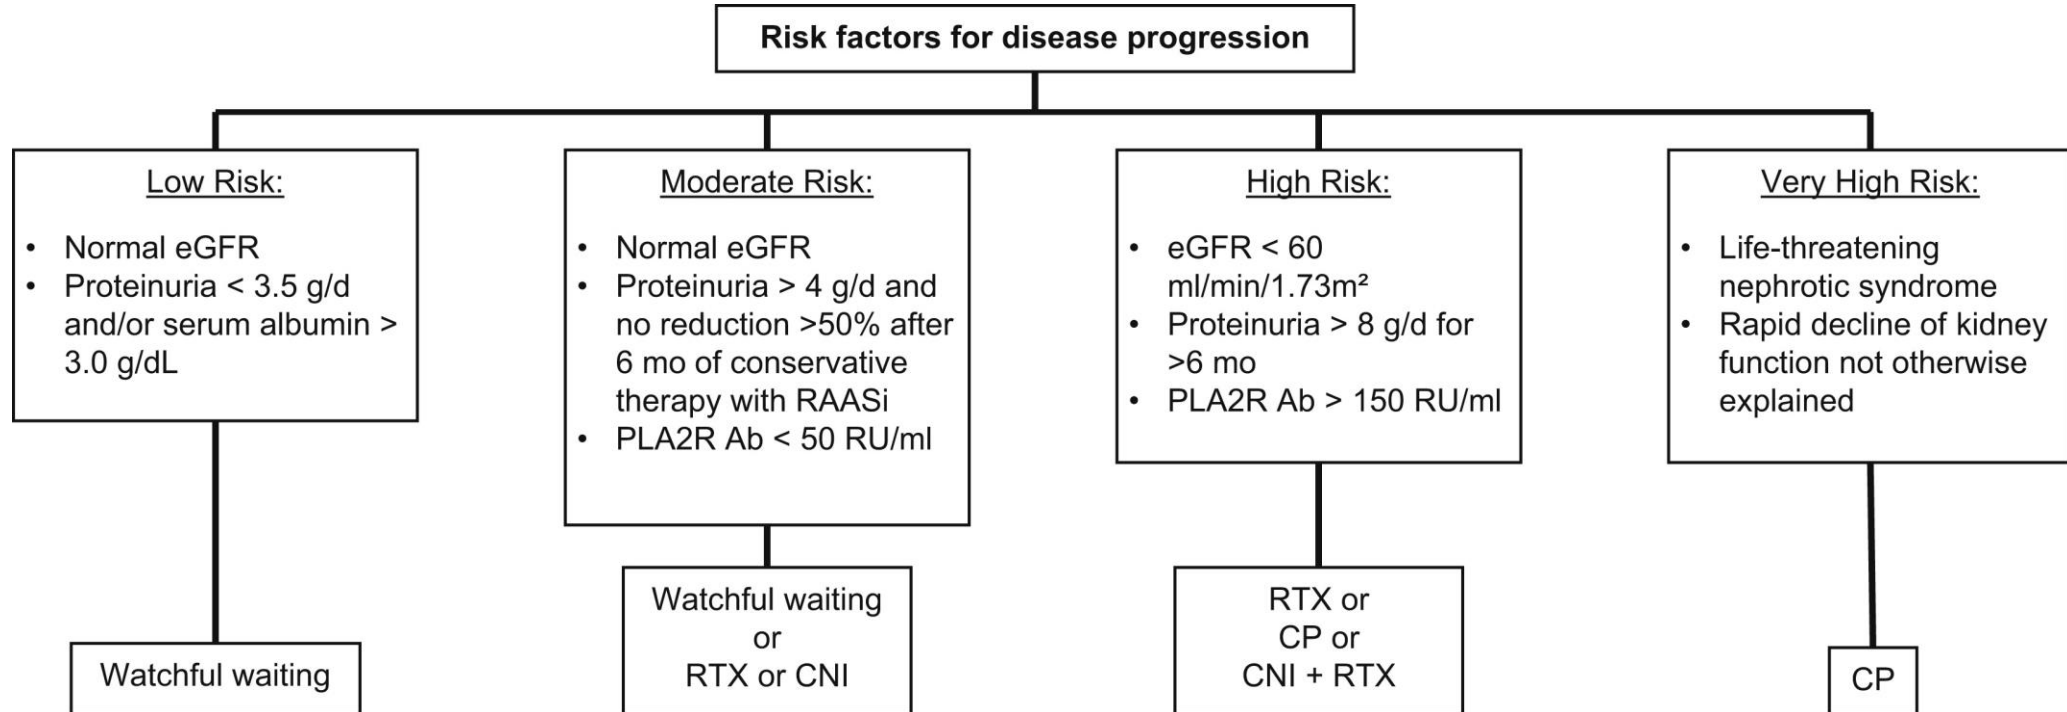 Risk factors for disease progression
Low Risk:
• Normal eGFR
• Proteinuria < 3.5 g/d
and/or serum albumin >
3.0 g/dL
Watchful waiting
Moderate Risk:
• Normal eGFR
• Proteinuria > 4 g/d and
no reduction >50% after
6 mo of conservative
therapy with RAASi
• PLA2R Ab < 50 RU/ml
Watchful waiting
or
RTX or CNI
High Risk:
• eGFR < 60
ml/min/1.73m²
• Proteinuria > 8 g/d for
>6 mo
• PLA2R Ab > 150 RU/ml
RTX or
CP or
CNI + RTX
Very High Risk:
• Life-threatening
nephrotic syndrome
• Rapid decline of kidney
function not otherwise
explained
CP